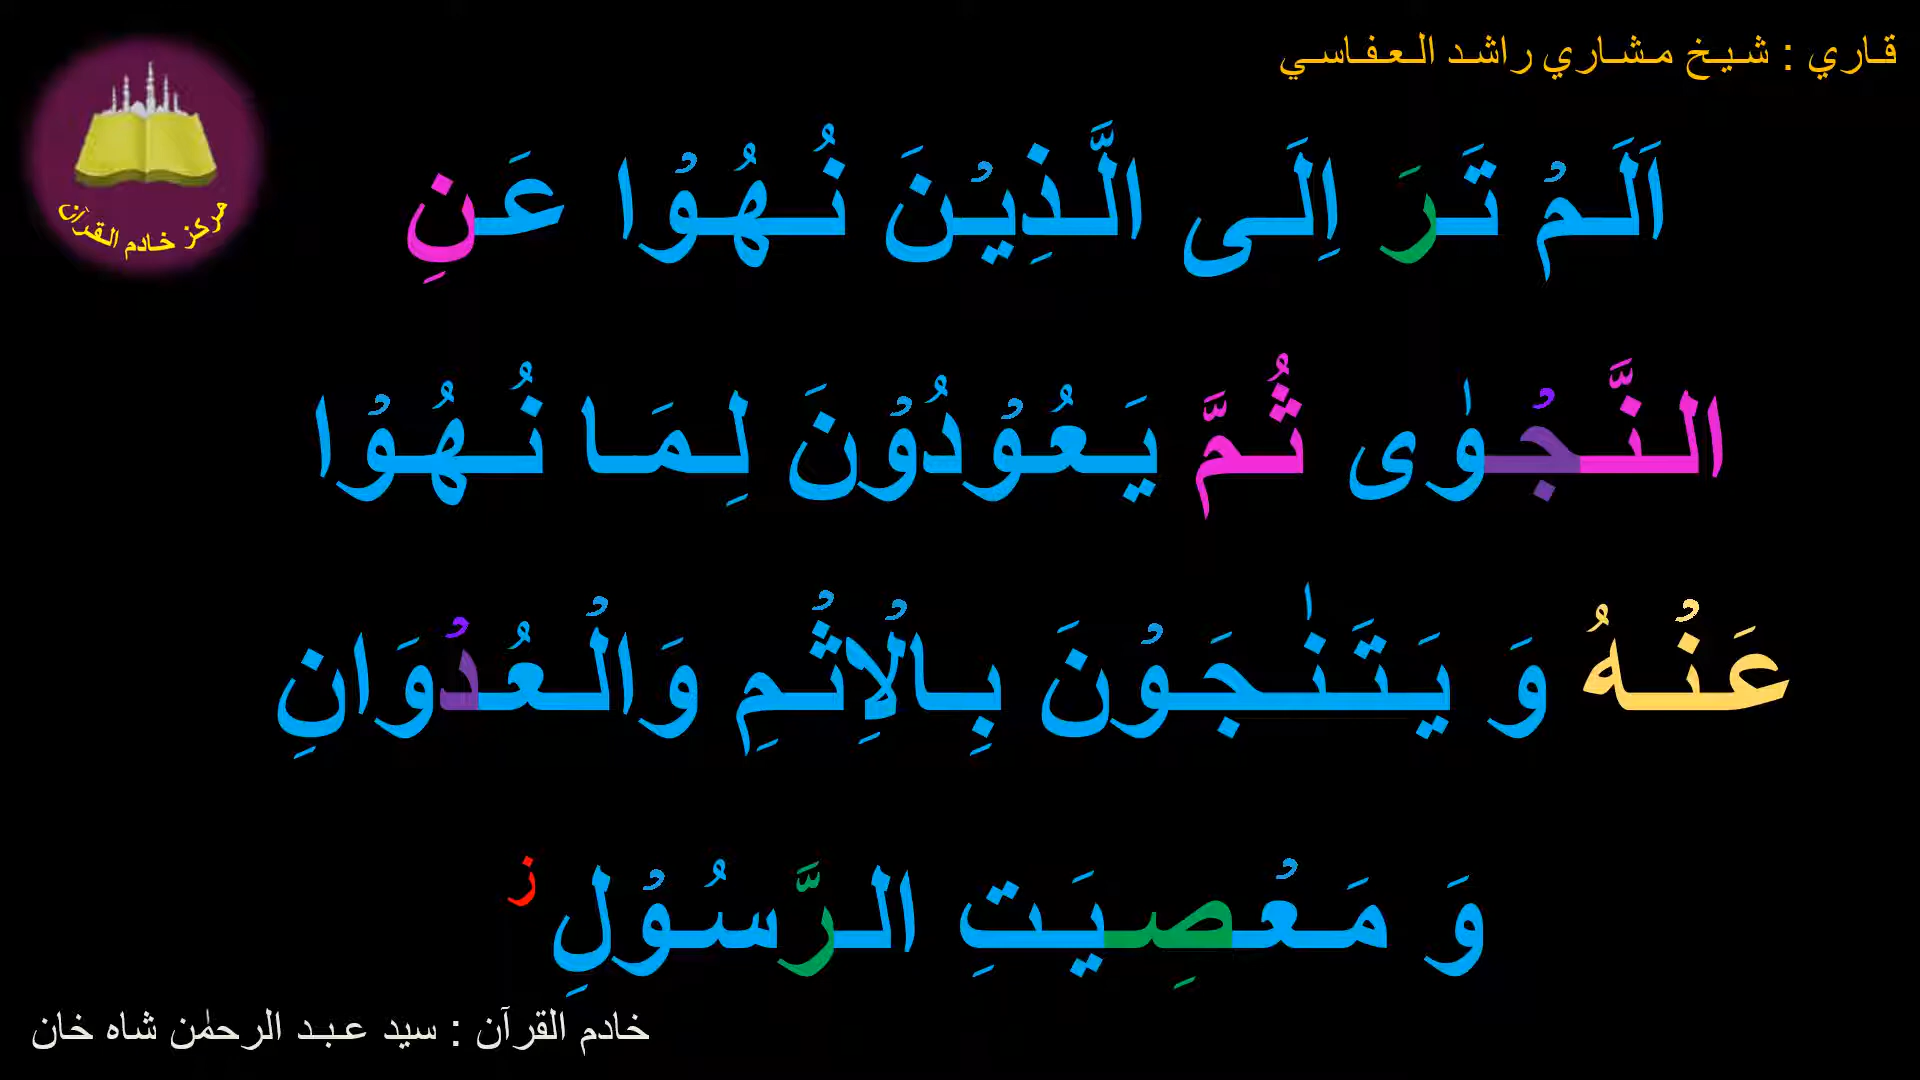 قاري : شيخ مشاري راشد العفاسي
مركز خادم القرآن
اَلَمۡ تَرَ اِلَى الَّذِيۡنَ نُهُوۡا عَنِ
النَّجۡوٰى ثُمَّ يَعُوۡدُوۡنَ لِمَا نُهُوۡا
عَنۡهُ وَ يَتَنٰجَوۡنَ بِالۡاِثۡمِ وَالۡعُدۡوَانِ
وَ مَعۡصِيَتِ الرَّسُوۡلِ ز
خادم القرآن : سيد عبد الرحمٰن شاه خان